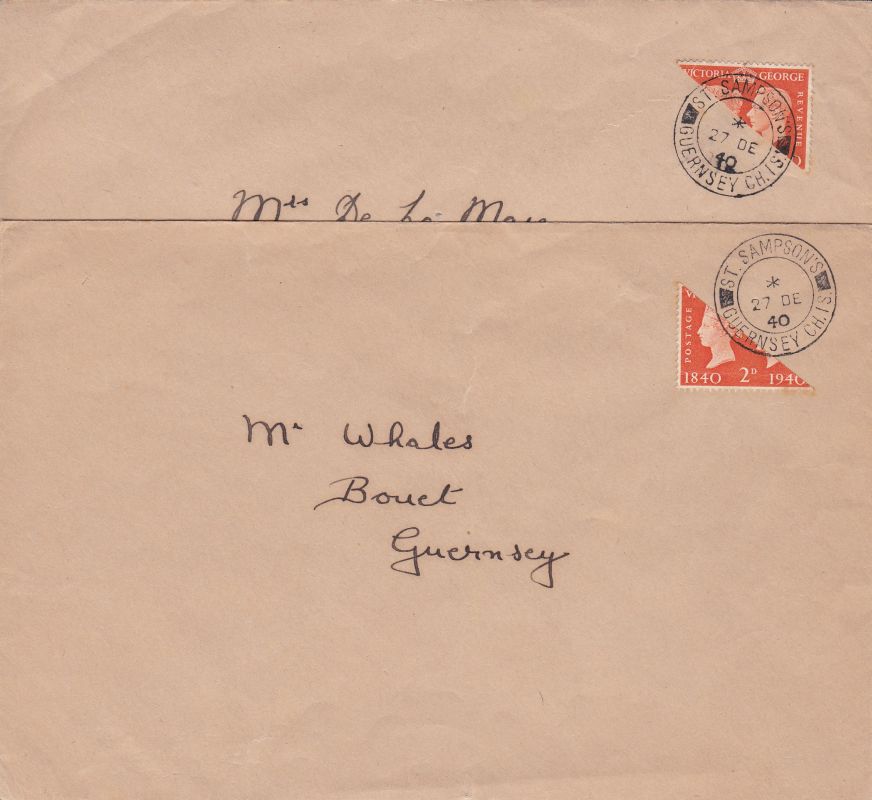 VICTORIA GEORGE
REVENUE
ST. SAMPSON'S
*
27 DE
40
GUERNSEY CH. IS.
Mrs De La
ST. SAMPSON'S
*
27 DE
40
GUERNSEY CH. IS.
POSTAGE
1840 2D 1940
Mr Whales
Bouet
Guernsey